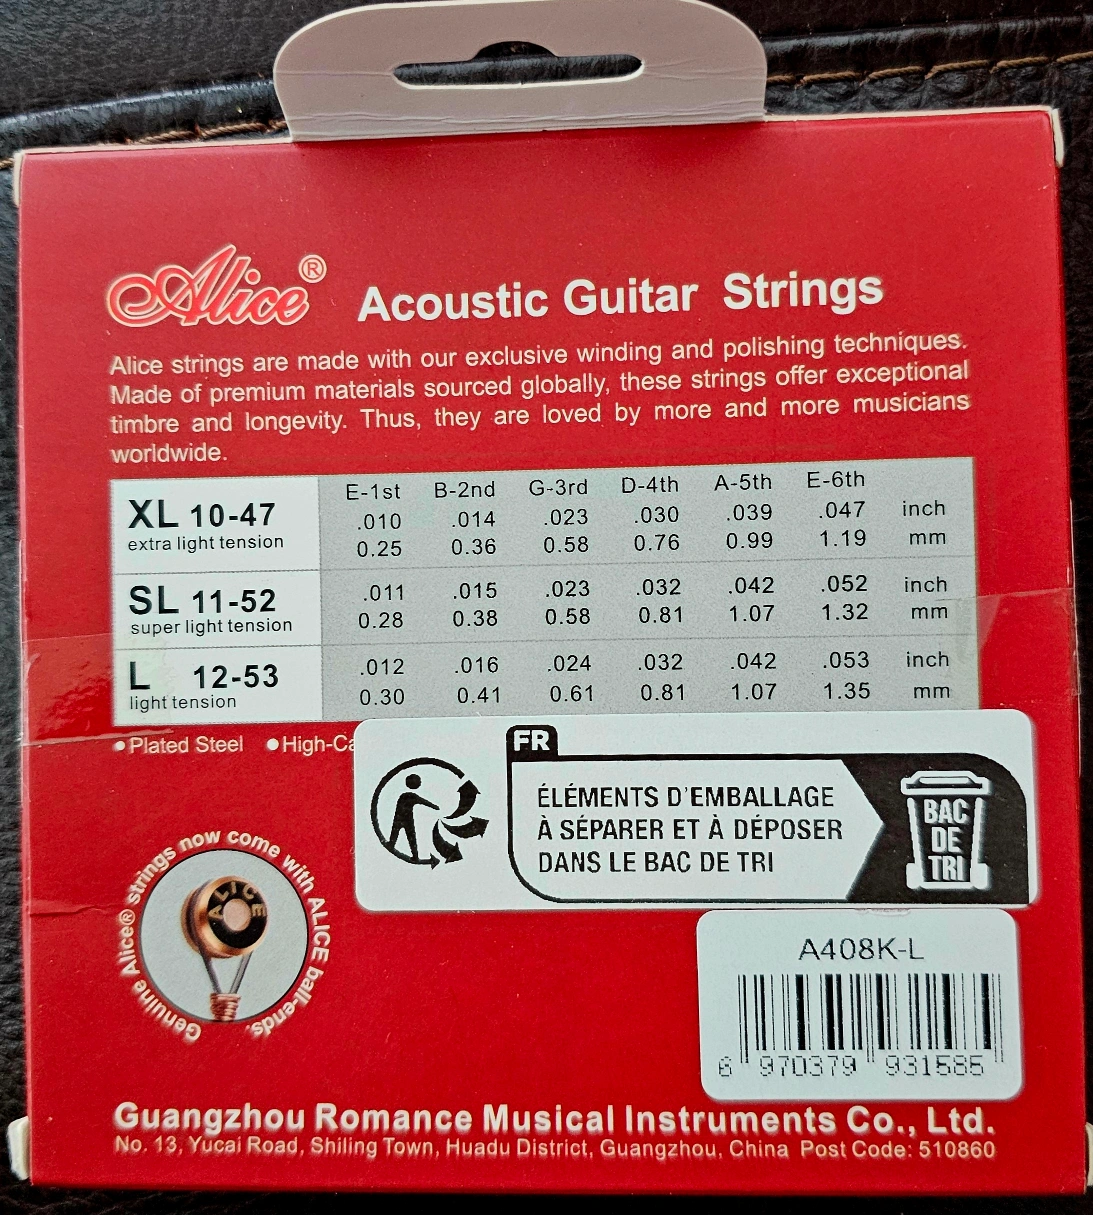 Alice®
Acoustic Guitar Strings
Alice strings are made with our exclusive winding and polishing techniques.
Made of premium materials sourced globally, these strings offer exceptional
timbre and longevity. Thus, they are loved by more and more musicians
worldwide.
E-1st B-2nd G-3rd D-4th A-5th E-6th
XL 10-47 .010 .014 .023 .030 .039 .047 inch
extra light tension 0.25 0.36 0.58 0.76 0.99 1.19 mm
SL 11-52 .011 .015 .023 .032 .042 .052 inch
super light tension 0.28 0.38 0.58 0.81 1.07 1.32 mm
L 12-53 .012 .016 .024 .032 .042 .053 inch
light tension 0.30 0.41 0.61 0.81 1.07 1.35 mm
•Plated Steel •High-Ca
FR
ÉLÉMENTS D'EMBALLAGE
À SÉPARER ET À DÉPOSER
DANS LE BAC DE TRI
BAC
DE
TRI
Genuine Alice® strings now come with ALICE ball-ends.
ALICE
A408K-L
6 970379 931585
Guangzhou Romance Musical Instruments Co., Ltd.
No. 13, Yucai Road, Shiling Town, Huadu District, Guangzhou, China Post Code: 510860